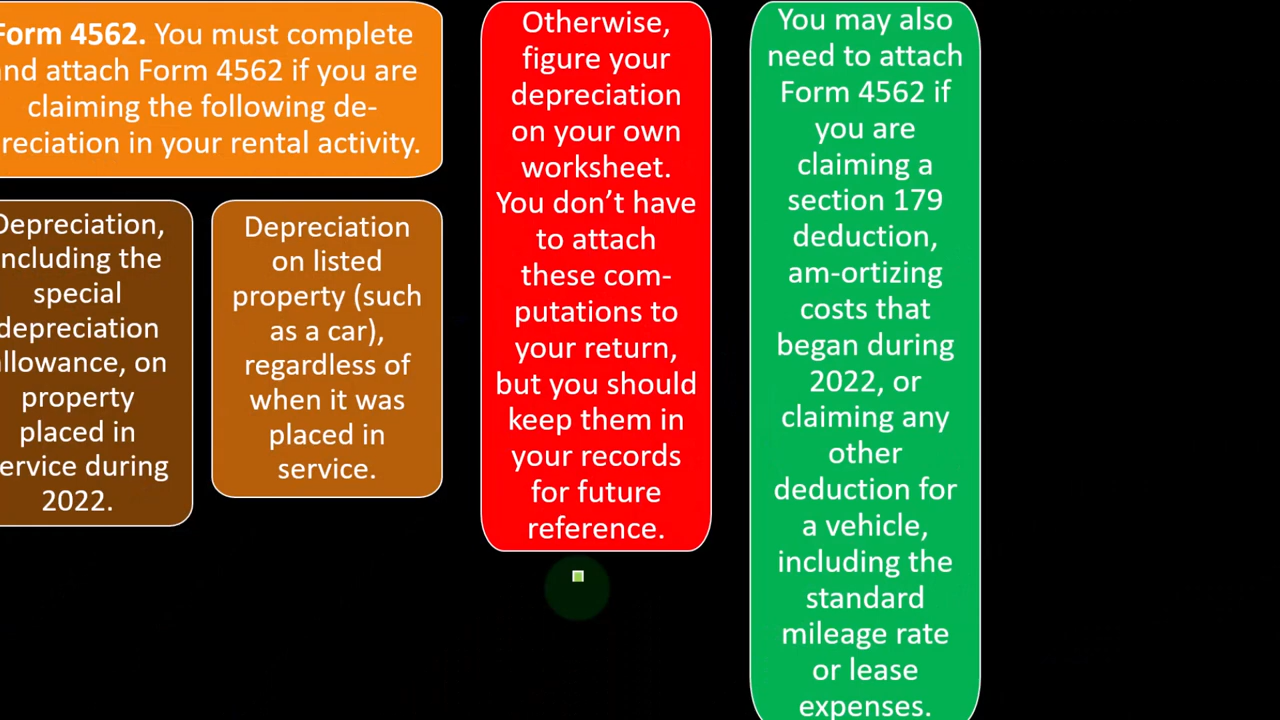 Form 4562. You must complete
and attach Form 4562 if you are
claiming the following de-
preciation in your rental activity.
Depreciation,
including the
special
depreciation
allowance, on
property
placed in
service during
2022.
Depreciation
on listed
property (such
as a car),
regardless of
when it was
placed in
service.
Otherwise,
figure your
depreciation
on your own
worksheet.
You don’t have
to attach
these com-
putations to
your return,
but you should
keep them in
your records
for future
reference.
You may also
need to attach
Form 4562 if
you are
claiming a
section 179
deduction,
am-ortizing
costs that
began during
2022, or
claiming any
other
deduction for
a vehicle,
including the
standard
mileage rate
or lease
expenses.